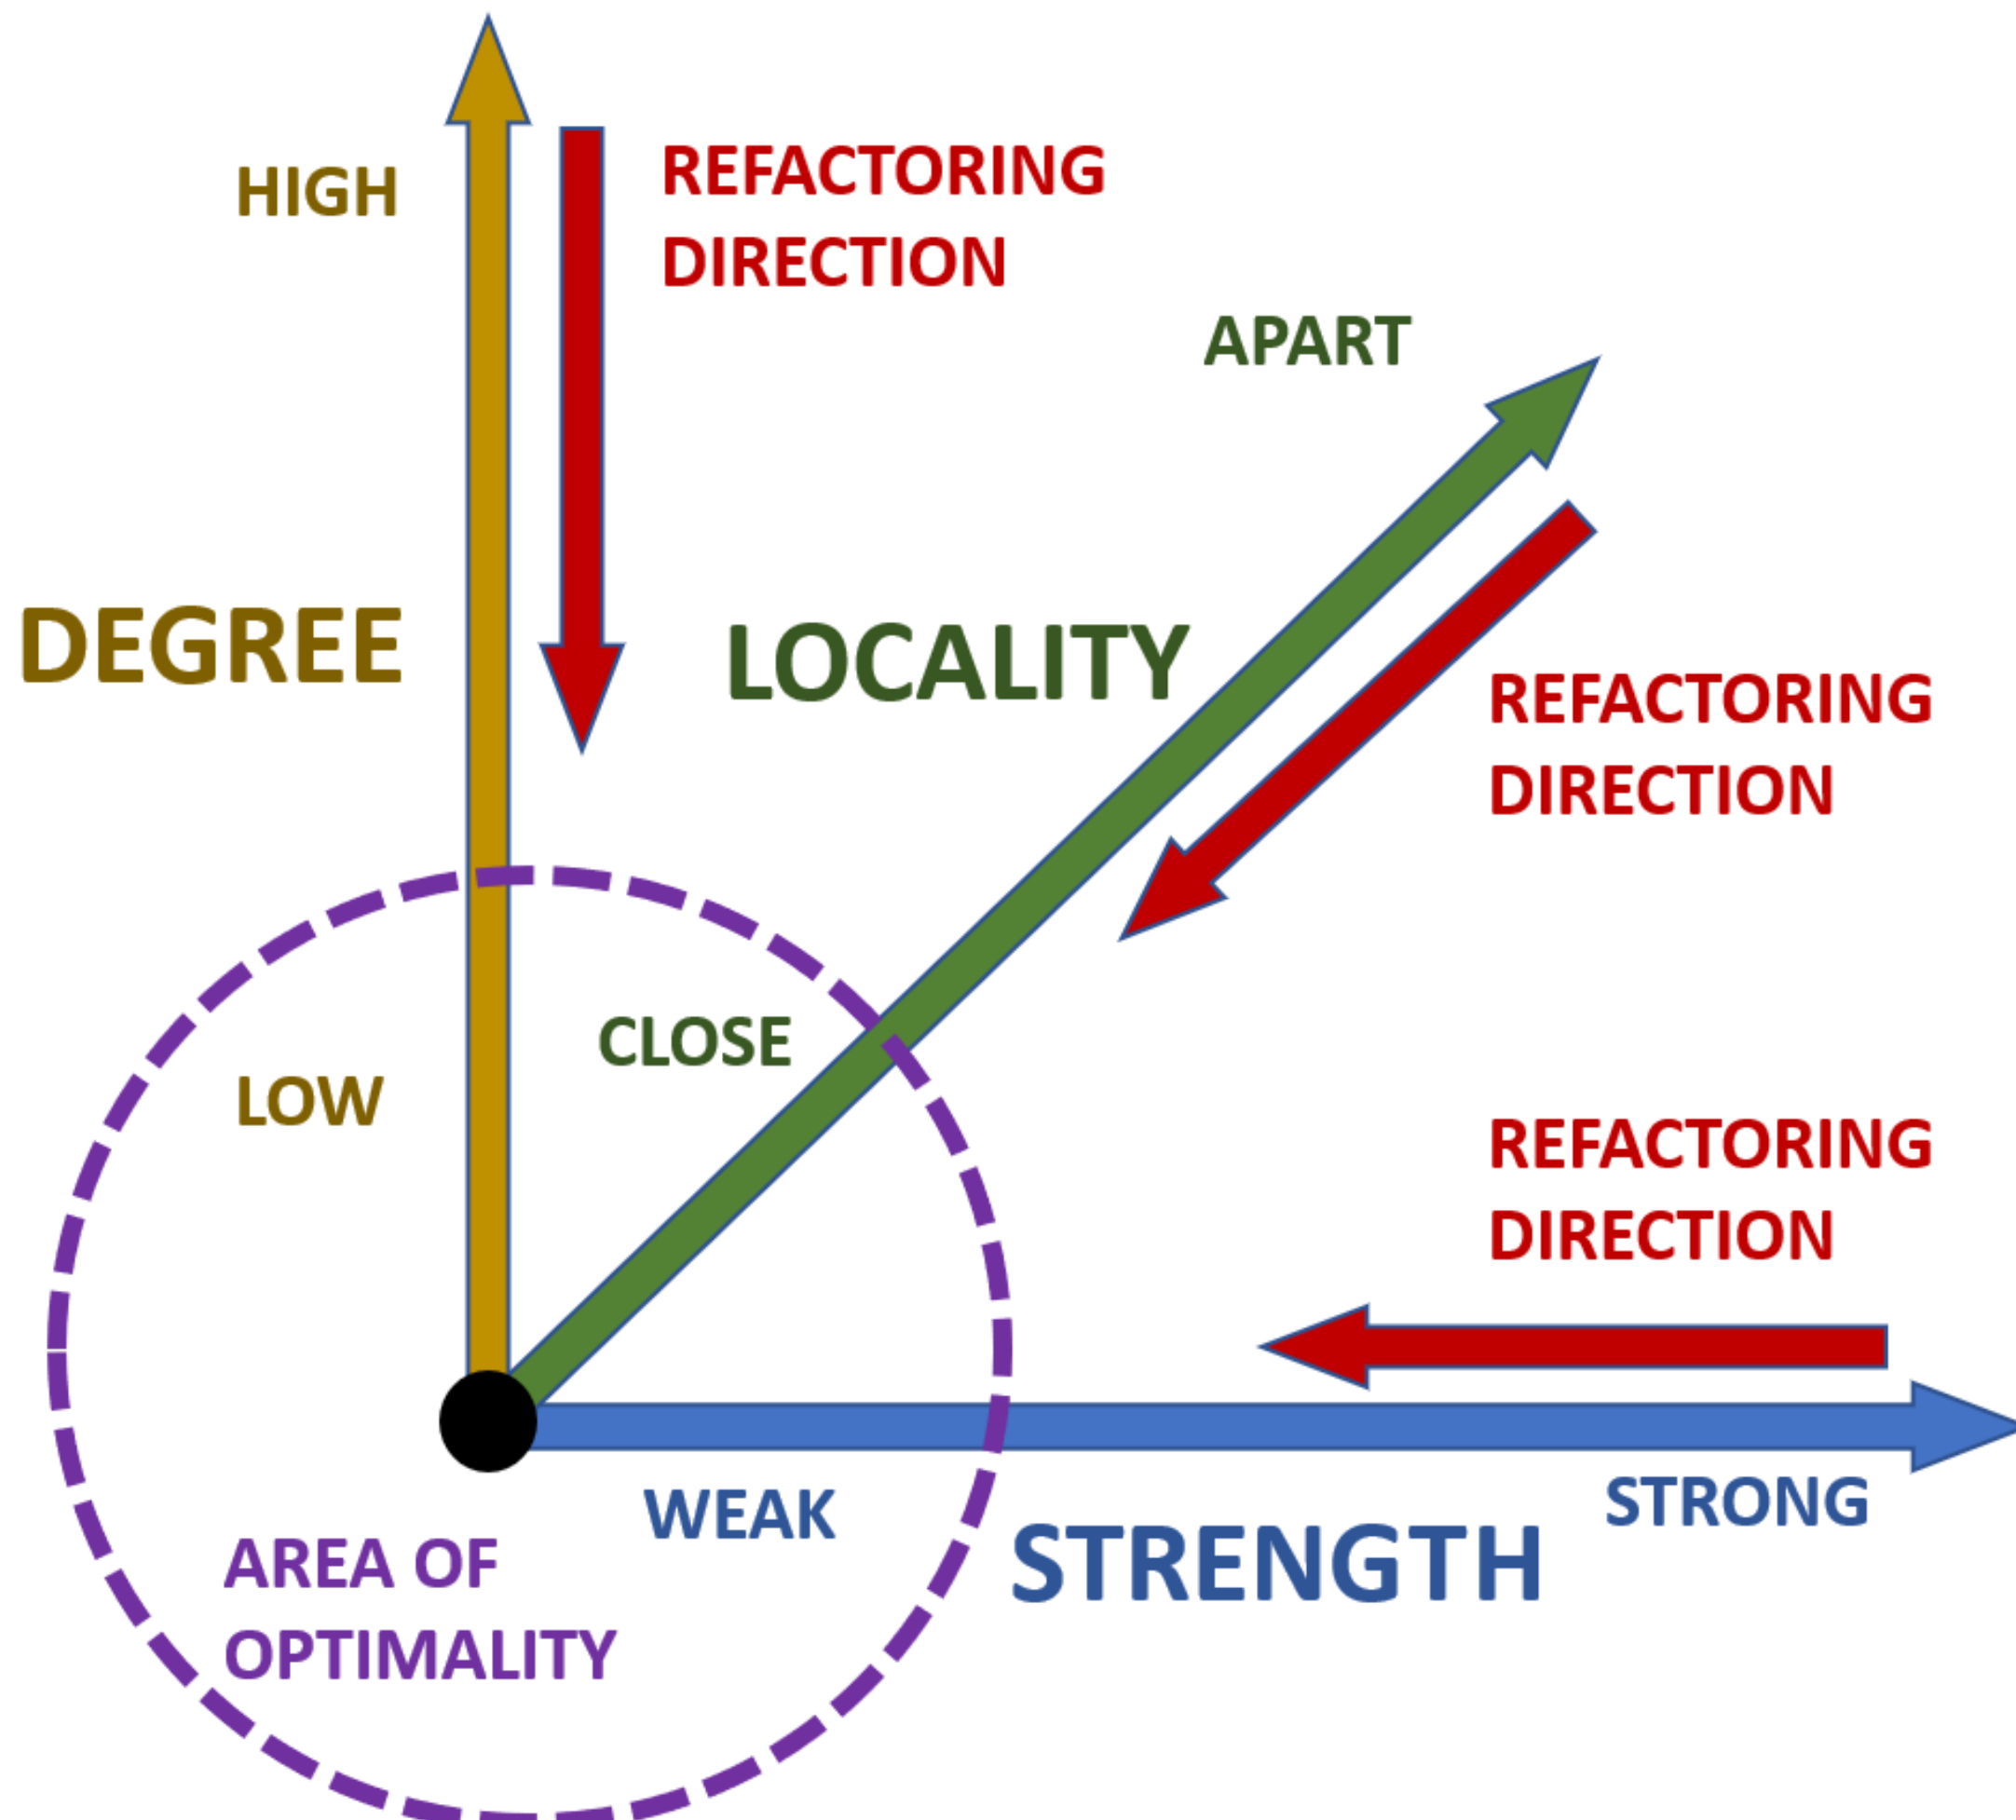 HIGH
REFACTORING
DIRECTION
APART
DEGREE
LOCALITY
REFACTORING
DIRECTION
CLOSE
LOW
REFACTORING
DIRECTION
WEAK
STRONG
STRENGTH
AREA OF
OPTIMALITY